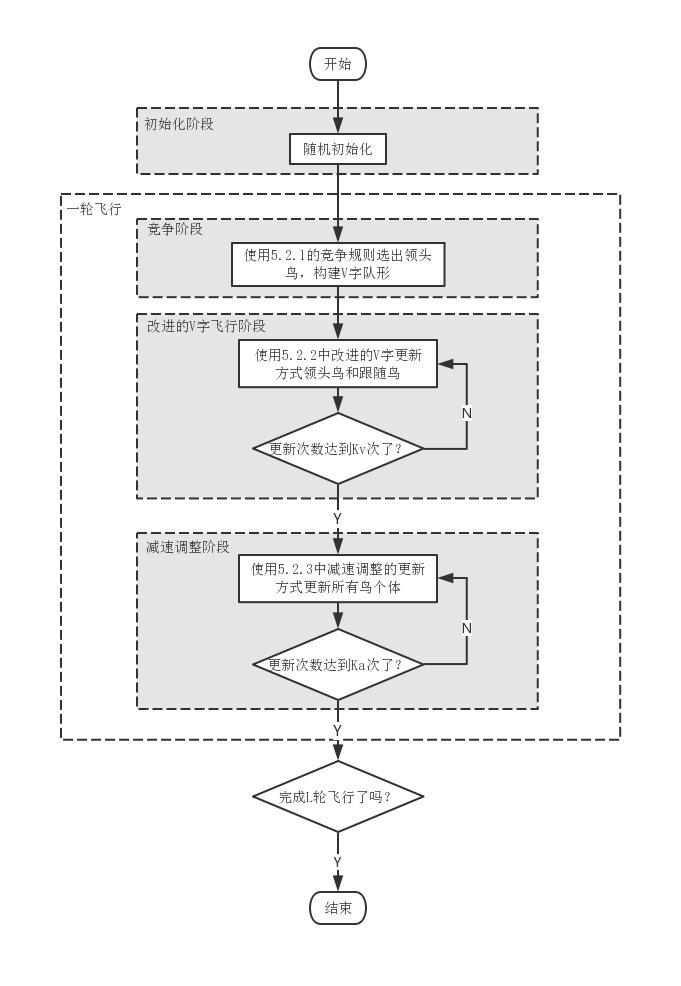 开始
初始化阶段
随机初始化
一轮飞行
竞争阶段
使用5.2.1的竞争规则选出领头
鸟，构建V字队形
改进的V字飞行阶段
使用5.2.2中改进的V字更新
方式领头鸟和跟随鸟
N
更新次数达到Kv次了？
Y
减速调整阶段
使用5.2.3中减速调整的更新
方式更新所有鸟个体
N
更新次数达到Ka次了？
Y
完成L轮飞行了吗？
Y
结束